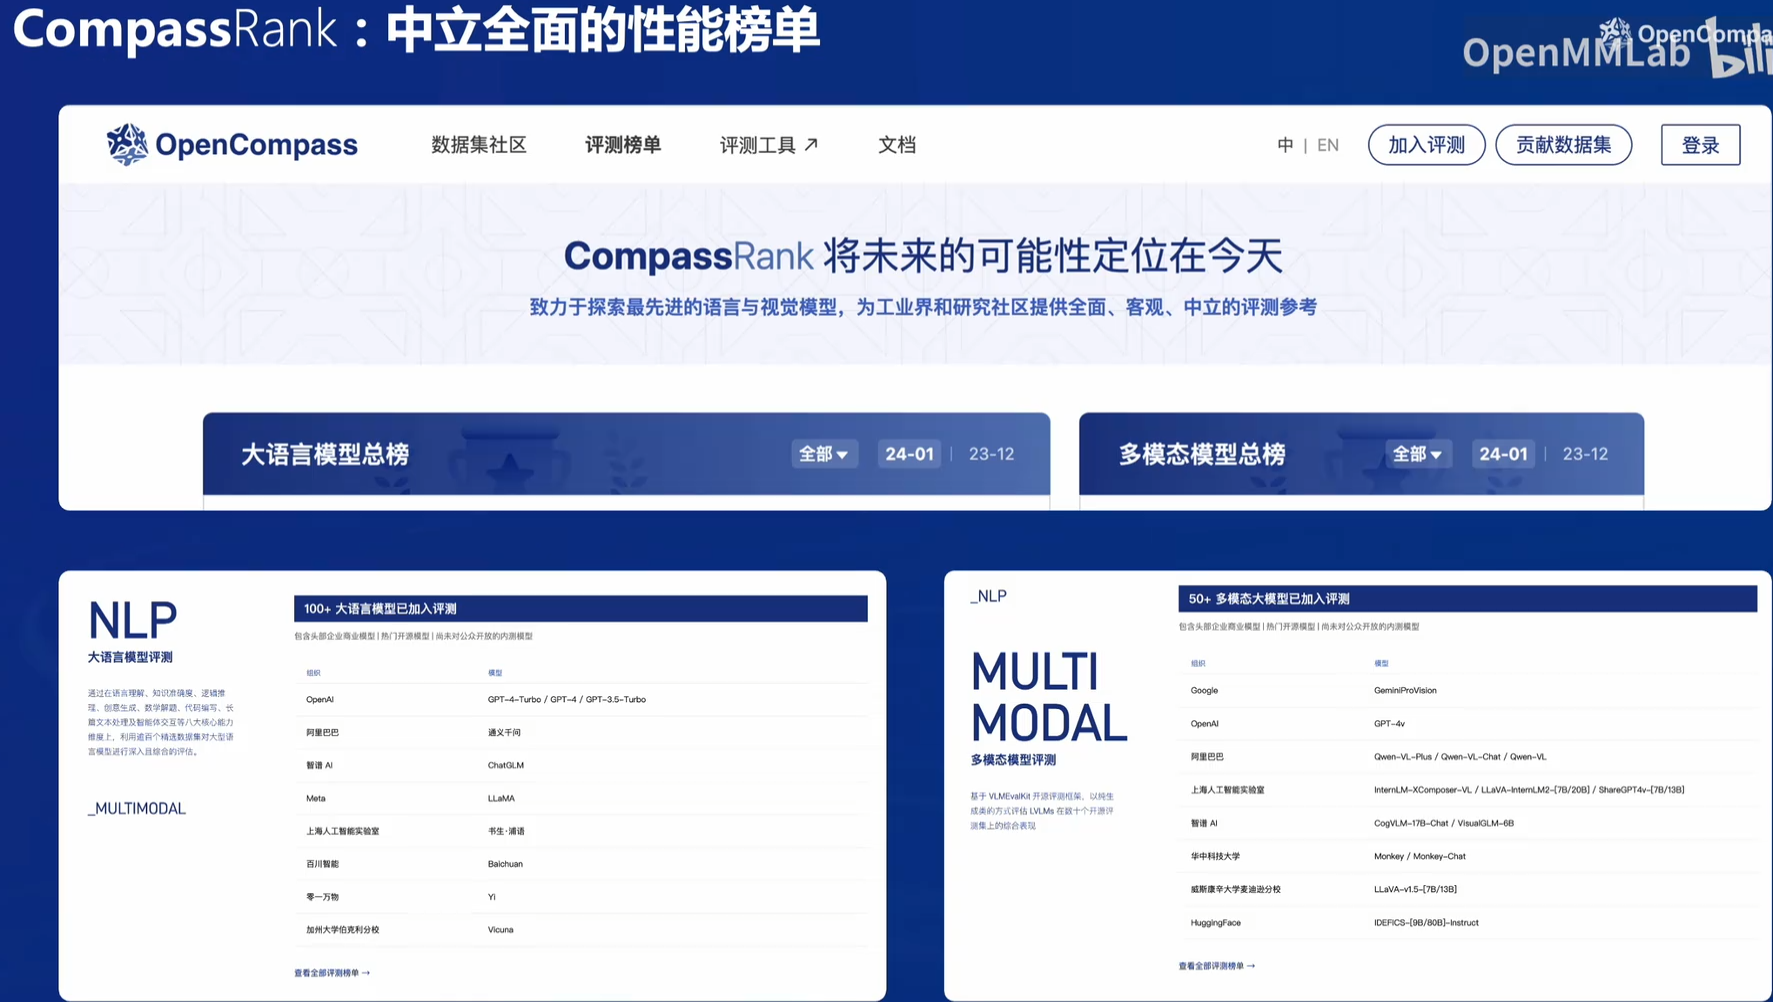 CompassRank：中立全面的性能榜单
OpenCompa
OpenMMLab bili
OpenCompass 数据集社区 评测榜单 评测工具 ↗ 文档 中 | EN 加入评测 贡献数据集 登录
CompassRank 将未来的可能性定位在今天
致力于探索最先进的语言与视觉模型，为工业界和研究社区提供全面、客观、中立的评测参考
大语言模型总榜 全部 24-01 | 23-12
多模态模型总榜 全部 24-01 | 23-12
NLP
大语言模型评测
通过在语言理解、知识准确度、逻辑推
理、创意生成、数学解题、代码编写、长
篇文本处理及智能体交互等八大核心能力
维度上，利用逾百个精选数据集对大型语
言模型进行深入且综合的评估。
_MULTIMODAL
100+ 大语言模型已加入评测
包含头部企业商业模型 | 热门开源模型 | 尚未对公众开放的内测模型
组织 模型
OpenAI GPT-4-Turbo / GPT-4 / GPT-3.5-Turbo
阿里巴巴 通义千问
智谱 AI ChatGLM
Meta LLaMA
上海人工智能实验室 书生·浦语
百川智能 Baichuan
零一万物 Yi
加州大学伯克利分校 Vicuna
查看全部评测榜单 →
_NLP
MULTI
MODAL
多模态模型评测
基于 VLMEvalKit 开源评测框架，以纯生
成类的方式评估 LVLMs 在数十个开源评
测集上的综合表现
50+ 多模态大模型已加入评测
包含头部企业商业模型 | 热门开源模型 | 尚未对公众开放的内测模型
组织 模型
Google GeminiProVision
OpenAI GPT-4v
阿里巴巴 Qwen-VL-Plus / Qwen-VL-Chat / Qwen-VL
上海人工智能实验室 InternLM-XComposer-VL / LLaVA-InternLM2-[7B/20B] / ShareGPT4v-[7B/13B]
智谱 AI CogVLM-17B-Chat / VisualGLM-6B
华中科技大学 Monkey / Monkey-Chat
威斯康辛大学麦迪逊分校 LLaVA-v1.5-[7B/13B]
HuggingFace IDEFICS-[9B/80B]-Instruct
查看全部评测榜单 →